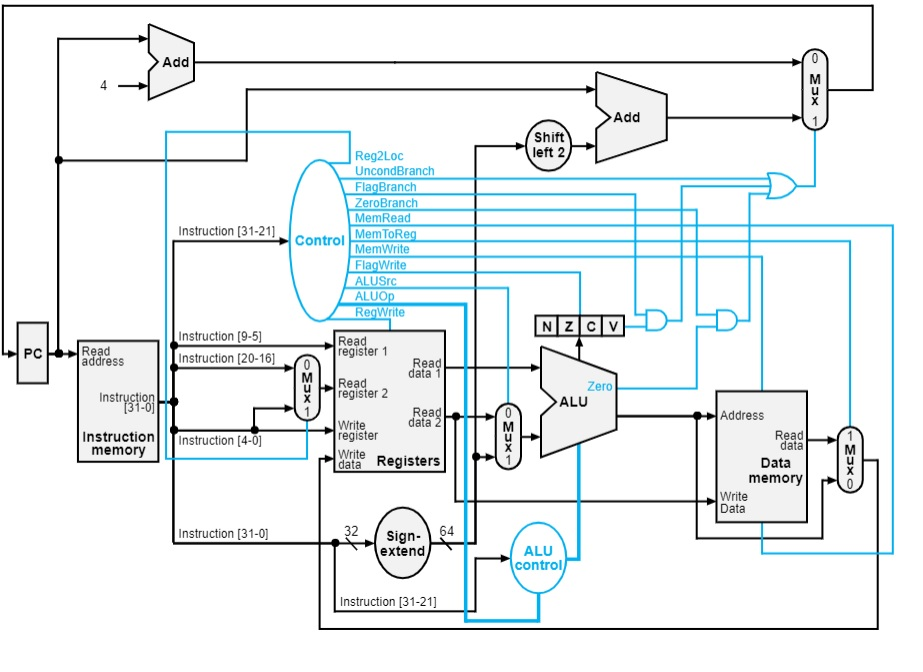 Add
4
0
Mux
1
Add
Shift
left 2
Reg2Loc
UncondBranch
FlagBranch
ZeroBranch
MemRead
MemToReg
MemWrite
FlagWrite
ALUSrc
ALUOp
RegWrite
Control
Instruction [31-21]
N Z C V
PC
Read
address
Instruction
[31-0]
Instruction
memory
Instruction [9-5]
Instruction [20-16]
Instruction [4-0]
0
Mux
1
Read
register 1
Read
register 2
Write
register
Write
data
Read
data 1
Read
data 2
Registers
0
Mux
1
Zero
ALU
Address
Read
data
Data
memory
Write
Data
1
Mux
0
Instruction [31-0]
32
Sign-
extend
64
ALU
control
Instruction [31-21]